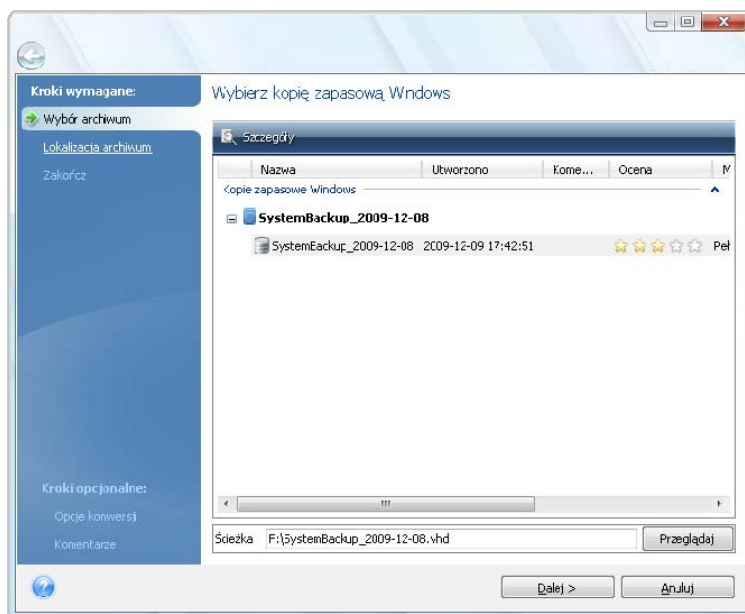 Kroki wymagane:
Wybór archiwum
Lokalizacja archiwum
Zakończ
Kroki opcjonalne:
Opcje konwersji
Komentarze
Wybierz kopię zapasową Windows
Szczegóły
Nazwa Utworzono Kome... Ocena M
Kopie zapasowe Windows
SystemBackup_2009-12-08
SystemBackup_2009-12-08 2009-12-09 17:42:51 Peł
Ścieżka F:\SystemBackup_2009-12-08.vhd Przeglądaj
Dalej > Anuluj